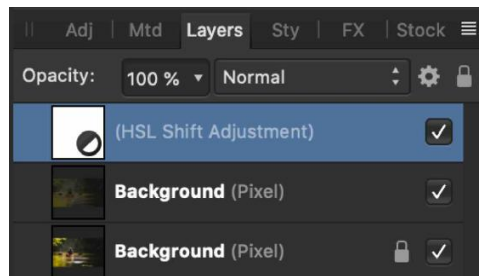 Adj Mtd Layers Sty FX Stock
Opacity: 100 % Normal
(HSL Shift Adjustment)
Background (Pixel)
Background (Pixel)